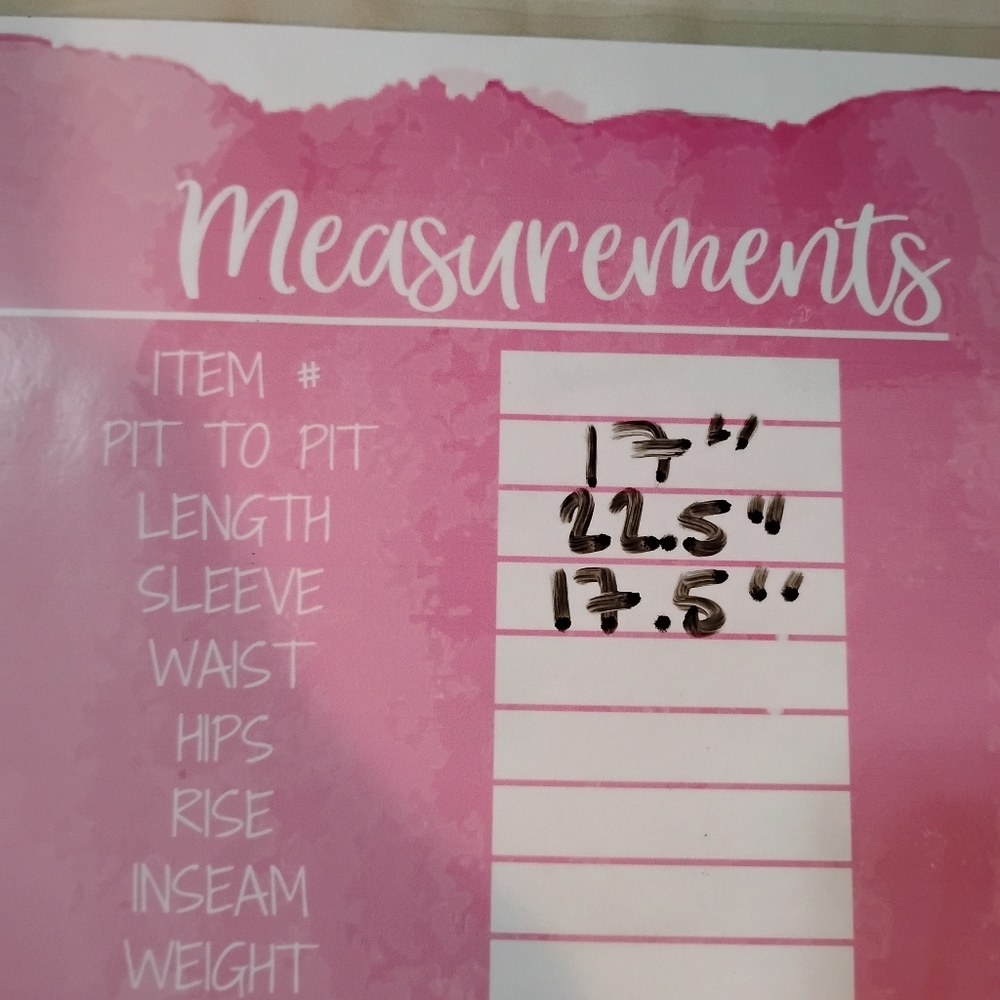 Measurements
ITEM #
PIT TO PIT 17"
LENGTH 22.5"
SLEEVE 17.5"
WAIST
HIPS
RISE
INSEAM
WEIGHT